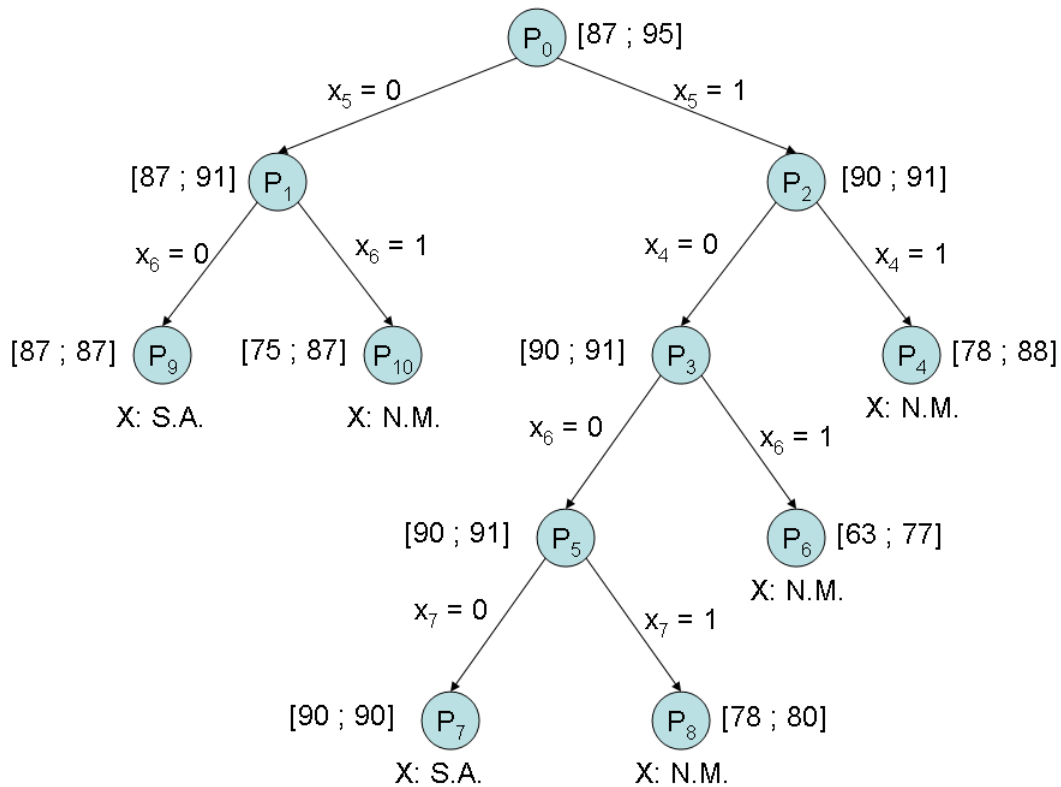 P₀ [87 ; 95]
x₅ = 0
x₅ = 1
[87 ; 91] P₁
P₂ [90 ; 91]
x₆ = 0
x₆ = 1
x₄ = 0
x₄ = 1
[87 ; 87] P₉
[75 ; 87] P₁₀
[90 ; 91] P₃
P₄ [78 ; 88]
X: S.A.
X: N.M.
X: N.M.
x₆ = 0
x₆ = 1
[90 ; 91] P₅
P₆ [63 ; 77]
X: N.M.
x₇ = 0
x₇ = 1
[90 ; 90] P₇
P₈ [78 ; 80]
X: S.A.
X: N.M.